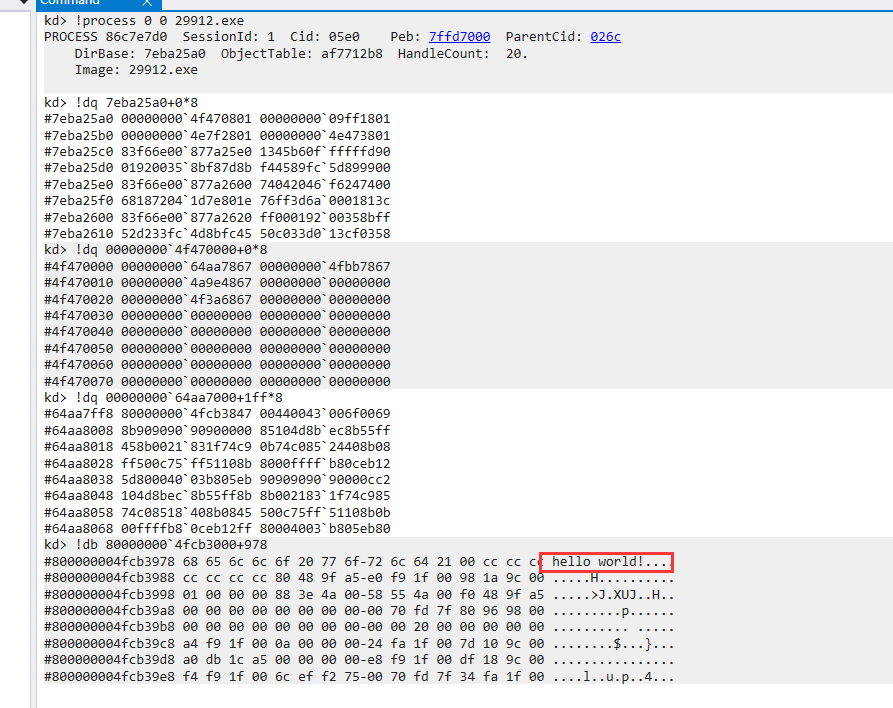 Command
kd> !process 0 0 29912.exe
PROCESS 86c7e7d0  SessionId: 1  Cid: 05e0    Peb: 7ffd7000  ParentCid: 026c
    DirBase: 7eba25a0  ObjectTable: af7712b8  HandleCount:  20.
    Image: 29912.exe
kd> !dq 7eba25a0+0*8
#7eba25a0 00000000`4f470801 00000000`09ff1801
#7eba25b0 00000000`4e7f2801 00000000`4e473801
#7eba25c0 83f66e00`877a25e0 1345b60f`fffffd90
#7eba25d0 01920035`8bf87d8b f44589fc`5d899900
#7eba25e0 83f66e00`877a2600 74042046`f6247400
#7eba25f0 68187204`1d7e801e 76ff3d6a`0001813c
#7eba2600 83f66e00`877a2620 ff000192`00358bff
#7eba2610 52d233fc`4d8bfc45 50c033d0`13cf0358
kd> !dq 00000000`4f470000+0*8
#4f470000 00000000`64aa7867 00000000`4fbb7867
#4f470010 00000000`4a9e4867 00000000`00000000
#4f470020 00000000`4f3a6867 00000000`00000000
#4f470030 00000000`00000000 00000000`00000000
#4f470040 00000000`00000000 00000000`00000000
#4f470050 00000000`00000000 00000000`00000000
#4f470060 00000000`00000000 00000000`00000000
#4f470070 00000000`00000000 00000000`00000000
kd> !dq 00000000`64aa7000+1ff*8
#64aa7ff8 80000000`4fcb3847 00440043`006f0069
#64aa8008 8b909090`90900000 85104d8b`ec8b55ff
#64aa8018 458b0021`831f74c9 0b74c085`24408b08
#64aa8028 ff500c75`ff51108b 8000ffff`b80ceb12
#64aa8038 5d800040`03b805eb 90909090`90000cc2
#64aa8048 104d8bec`8b55ff8b 8b002183`1f74c985
#64aa8058 74c08518`408b0845 500c75ff`51108b0b
#64aa8068 00ffffb8`0ceb12ff 80004003`b805eb80
kd> !db 80000000`4fcb3000+978
#800000004fcb3978 68 65 6c 6c 6f 20 77 6f-72 6c 64 21 00 cc cc cc hello world!....
#800000004fcb3988 cc cc cc cc 80 48 9f a5-e0 f9 1f 00 98 1a 9c 00 .....H..........
#800000004fcb3998 01 00 00 00 88 3e 4a 00-58 55 4a 00 f0 48 9f a5 .....>J.XUJ..H..
#800000004fcb39a8 00 00 00 00 00 00 00 00-00 70 fd 7f 80 96 98 00 .........p......
#800000004fcb39b8 00 00 00 00 00 00 00 00-00 00 20 00 00 00 00 00 .......... .....
#800000004fcb39c8 a4 f9 1f 00 0a 00 00 00-24 fa 1f 00 7d 10 9c 00 ........$...}...
#800000004fcb39d8 a0 db 1c a5 00 00 00 00-e8 f9 1f 00 df 18 9c 00 ................
#800000004fcb39e8 f4 f9 1f 00 6c ef f2 75-00 70 fd 7f 34 fa 1f 00 ....l..u.p..4...